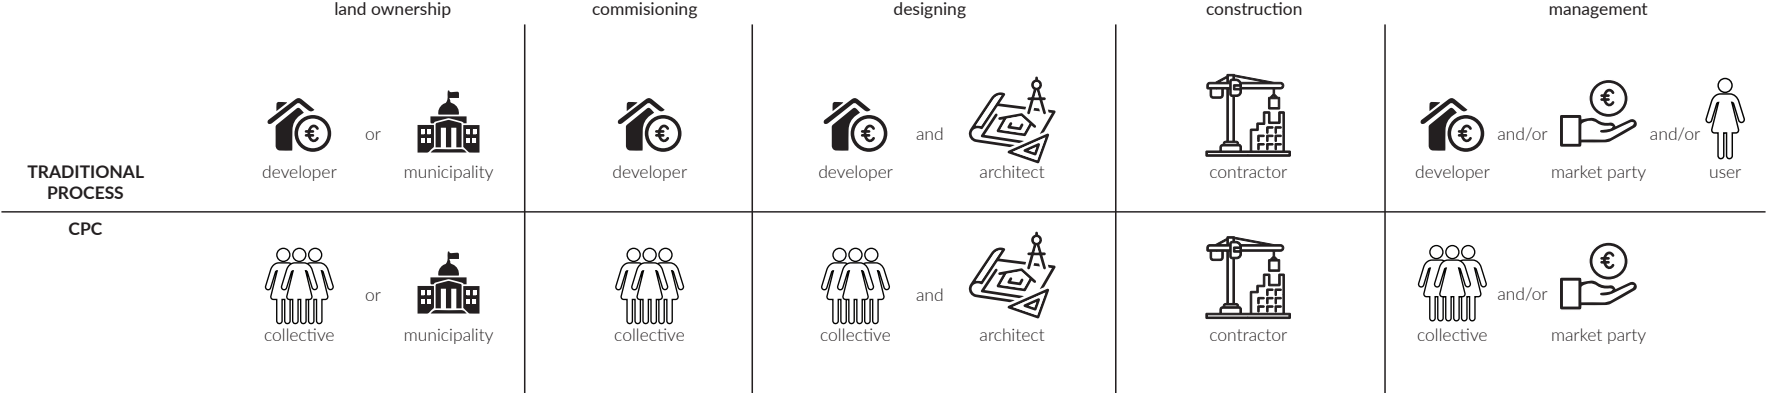 land ownership
commisioning
designing
construction
management
€
or
€
€
and
€
and/or
€
and/or
developer
municipality
developer
developer
architect
contractor
developer
market party
user
TRADITIONAL
PROCESS
CPC
or
and
and/or
€
collective
municipality
collective
collective
architect
contractor
collective
market party